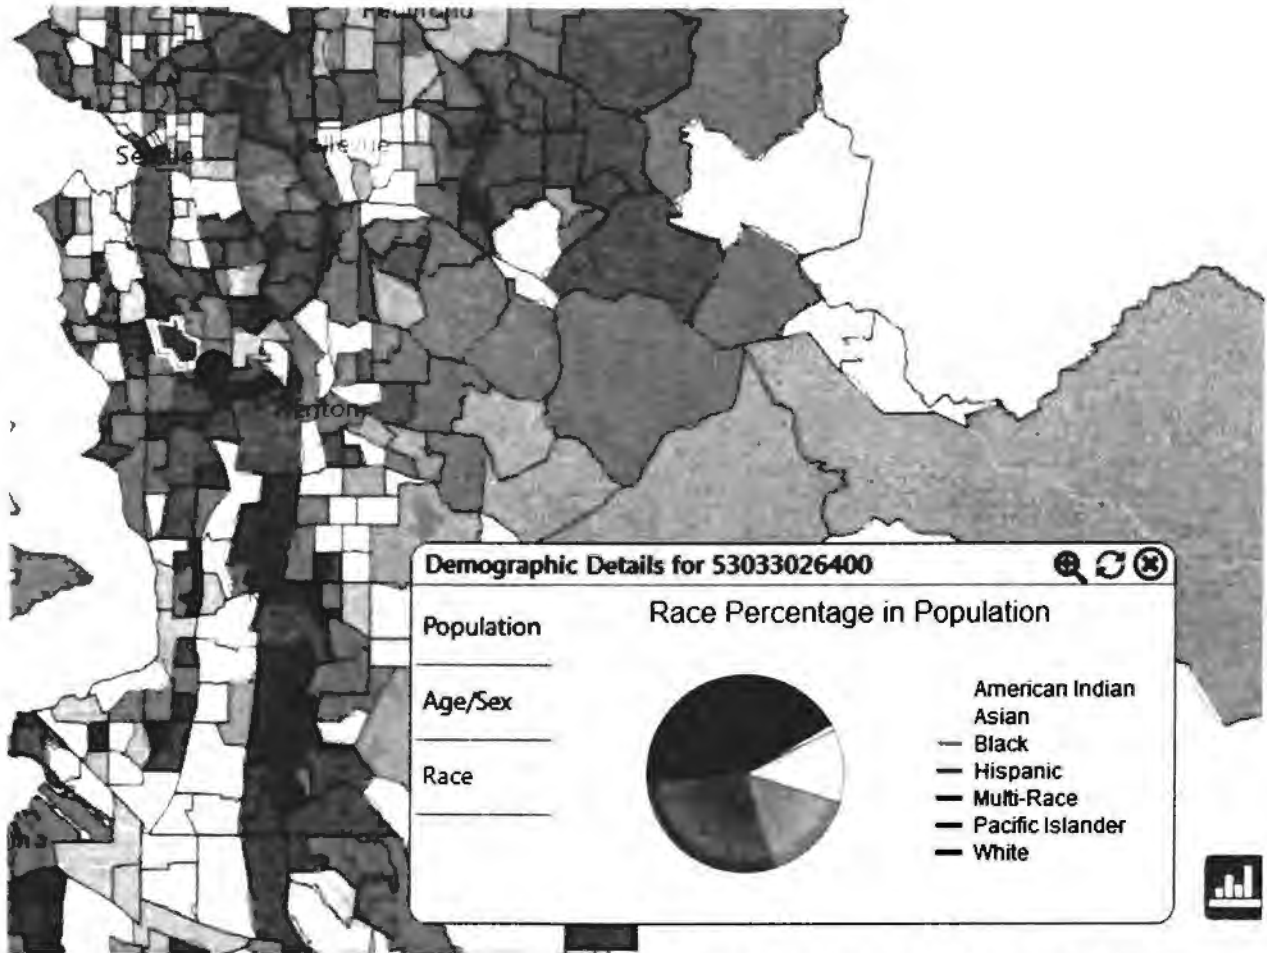 Renton
Demographic Details for 53033026400
Population
Age/Sex
Race
Race Percentage in Population
American Indian
Asian
Black
Hispanic
Multi-Race
Pacific Islander
White